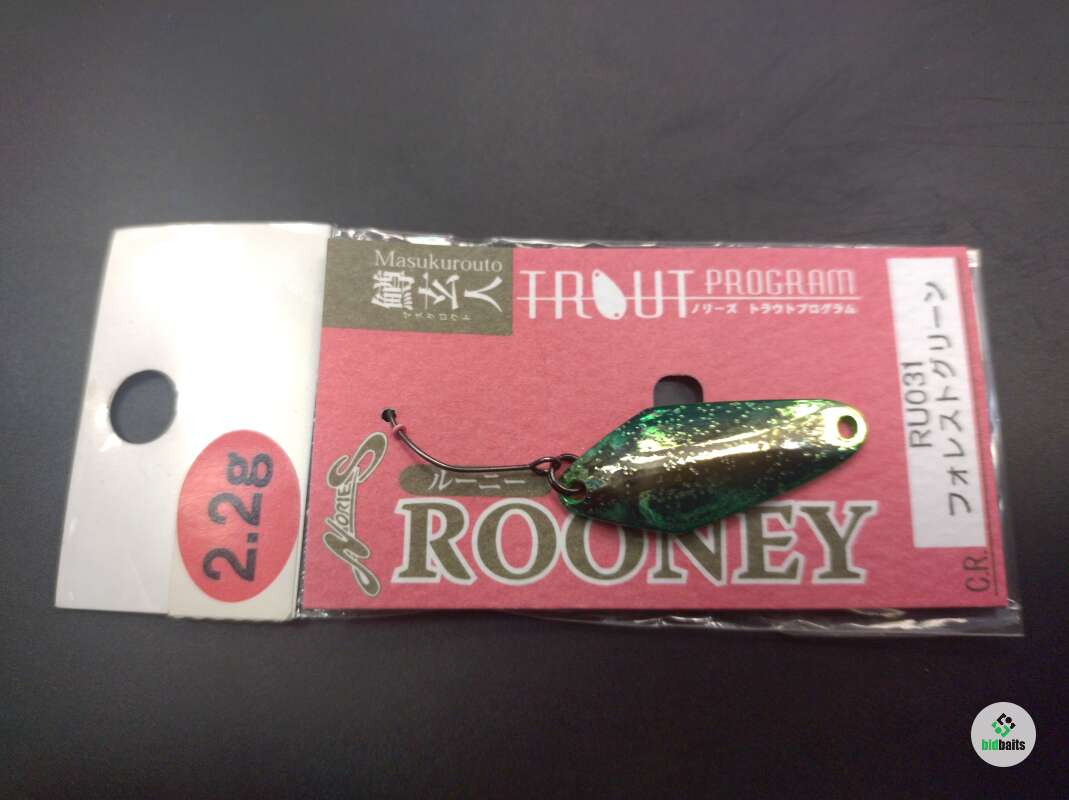 2.2g
Masukurouto
鱒玄人
マスクロウト
TROUT PROGRAM
ノリーズ トラウトプログラム
RU031
フォレストグリーン
C.R.
NORIES
ルーニー
ROONEY
bidbaits